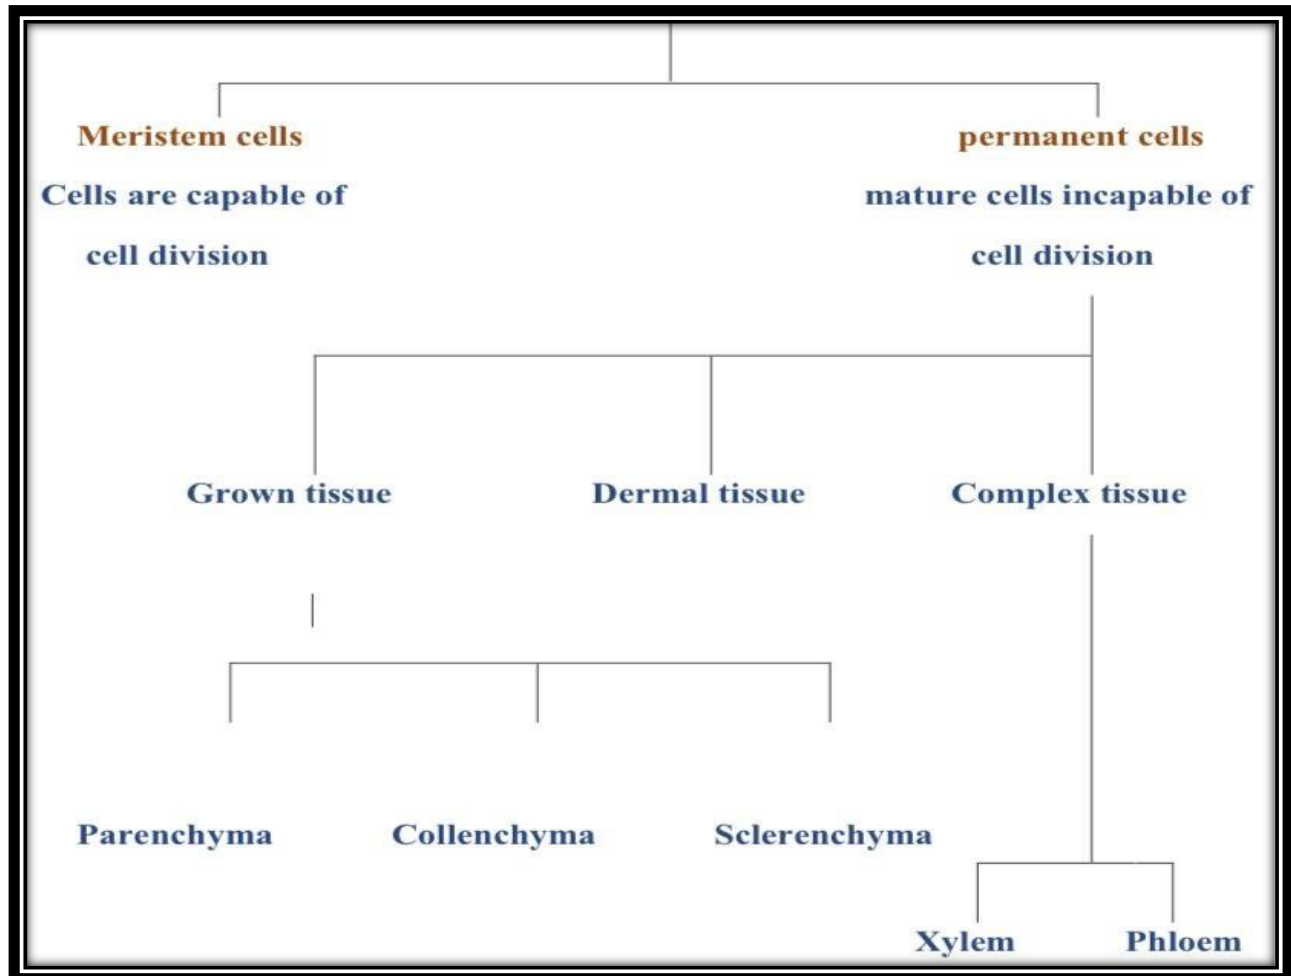 Meristem cells
permanent cells
Cells are capable of
cell division
mature cells incapable of
cell division
Grown tissue
Dermal tissue
Complex tissue
Parenchyma
Collenchyma
Sclerenchyma
Xylem
Phloem